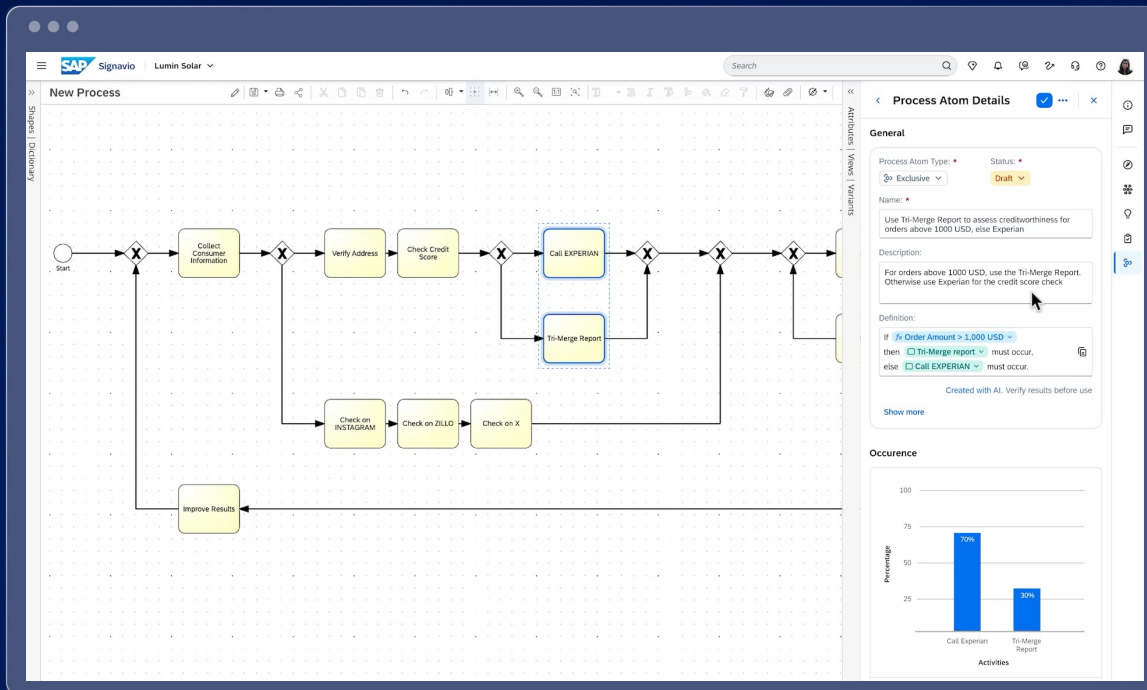 SAP Signavio Lumin Solar
Search
New Process
Shapes | Dictionary
Attributes | Views | Variants
Start
X
Collect
Consumer
Information
X
Verify Address
Check Credit
Score
X
Call EXPERIAN
Tri-Merge Report
X
X
X
Check on
INSTAGRAM
Check on ZILLO
Check on X
Improve Results
Process Atom Details
General
Process Atom Type: * Status: *
Exclusive Draft
Name: *
Use Tri-Merge Report to assess creditworthiness for
orders above 1000 USD, else Experian
Description:
For orders above 1000 USD, use the Tri-Merge Report.
Otherwise use Experian for the credit score check
Definition:
If fx Order Amount > 1,000 USD
then Tri-Merge report must occur,
else Call EXPERIAN must occur.
Created with AI. Verify results before use
Show more
Occurence
100
75
50
25
Percentage
70%
30%
Call Experian
Tri-Merge
Report
Activities